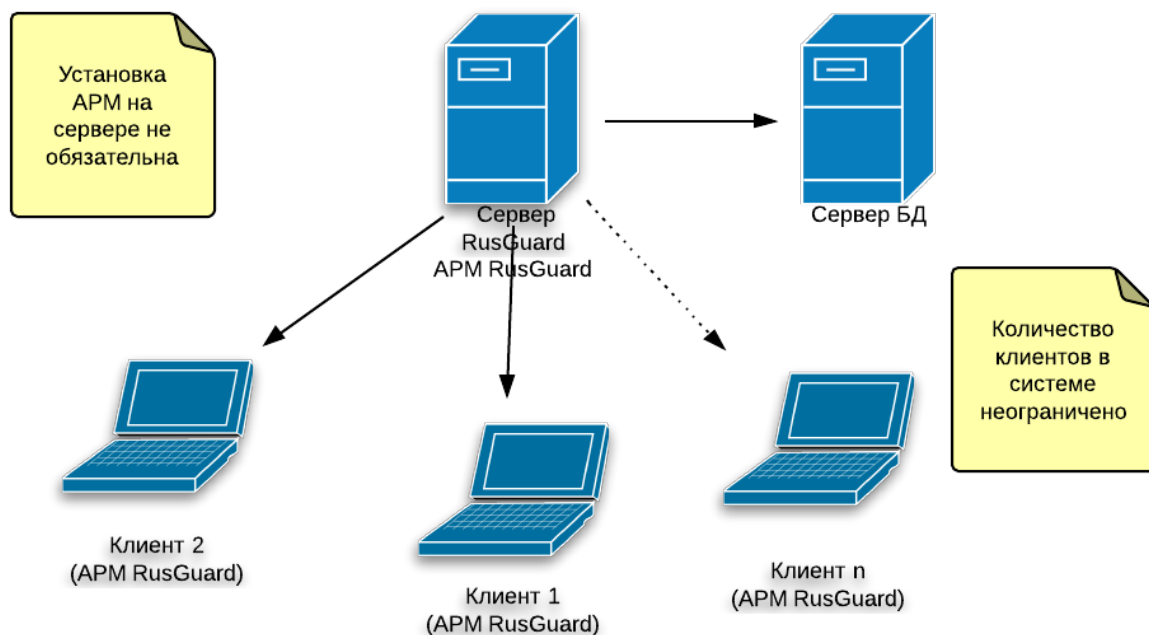 Установка
АРМ на
сервере не
обязательна
Сервер
RusGuard
АРМ RusGuard
Сервер БД
Количество
клиентов в
системе
неограничено
Клиент 2
(АРМ RusGuard)
Клиент 1
(АРМ RusGuard)
Клиент n
(АРМ RusGuard)